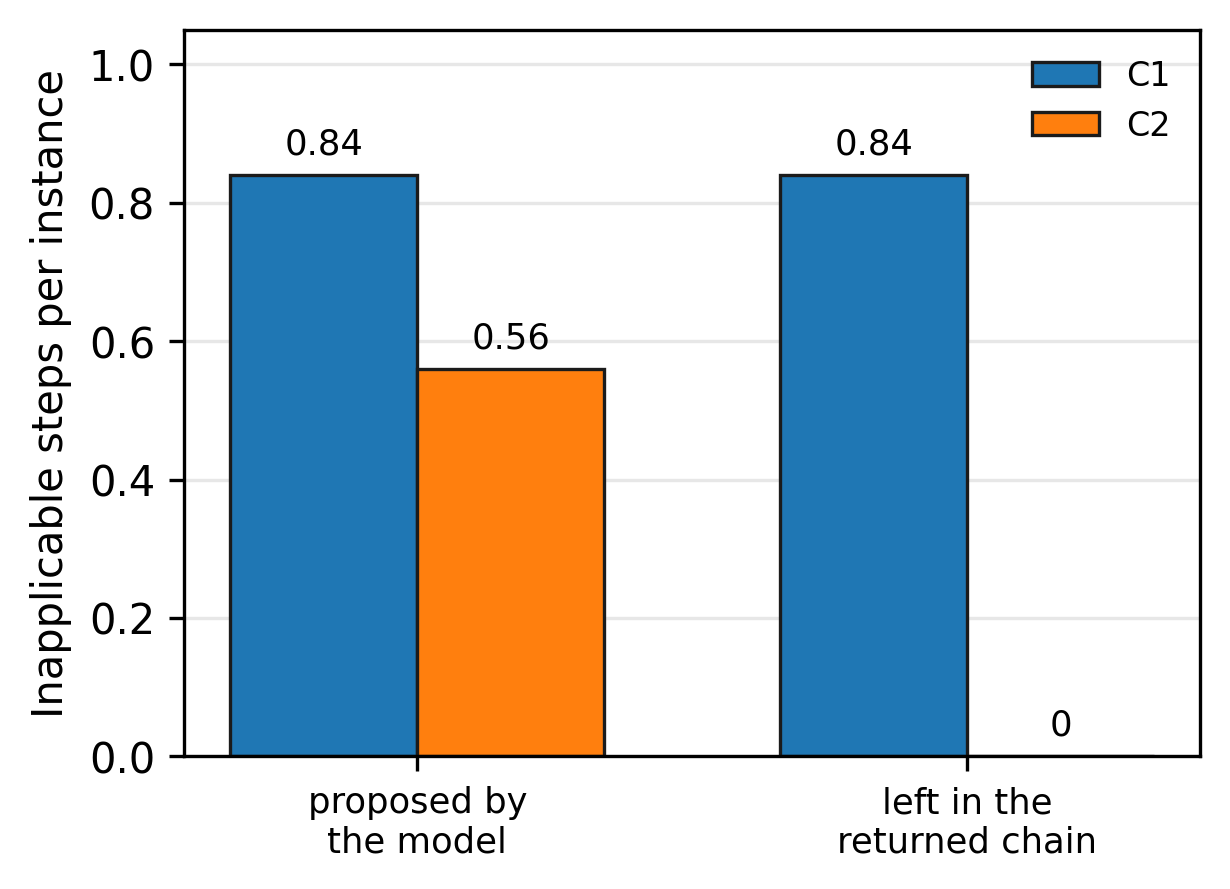 Inapplicable steps per instance
1.0
0.8
0.6
0.4
0.2
0.0
0.84
0.56
0.84
0
C1
C2
proposed by
the model
left in the
returned chain